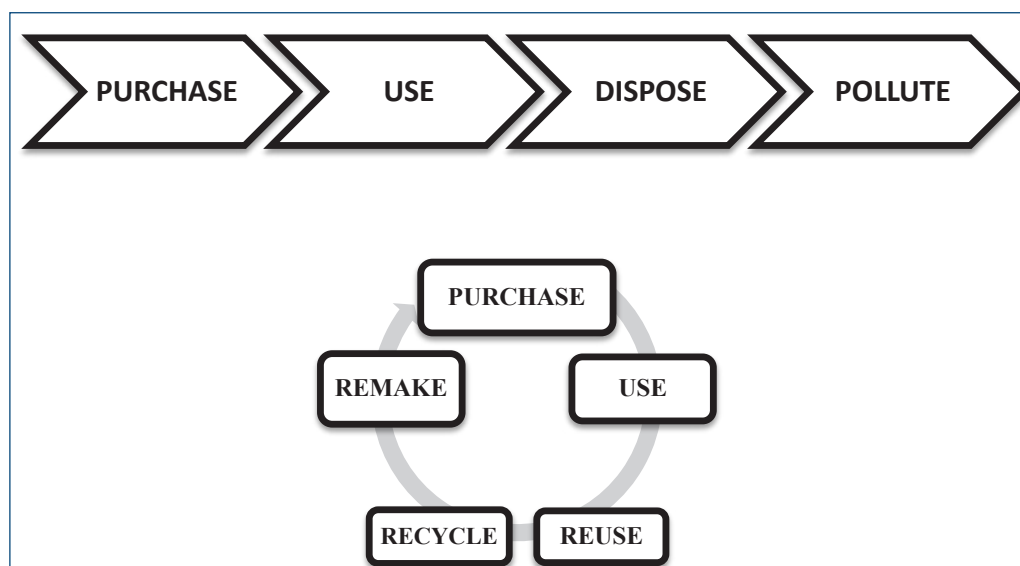 PURCHASE USE DISPOSE POLLUTE
PURCHASE
REMAKE USE
RECYCLE REUSE